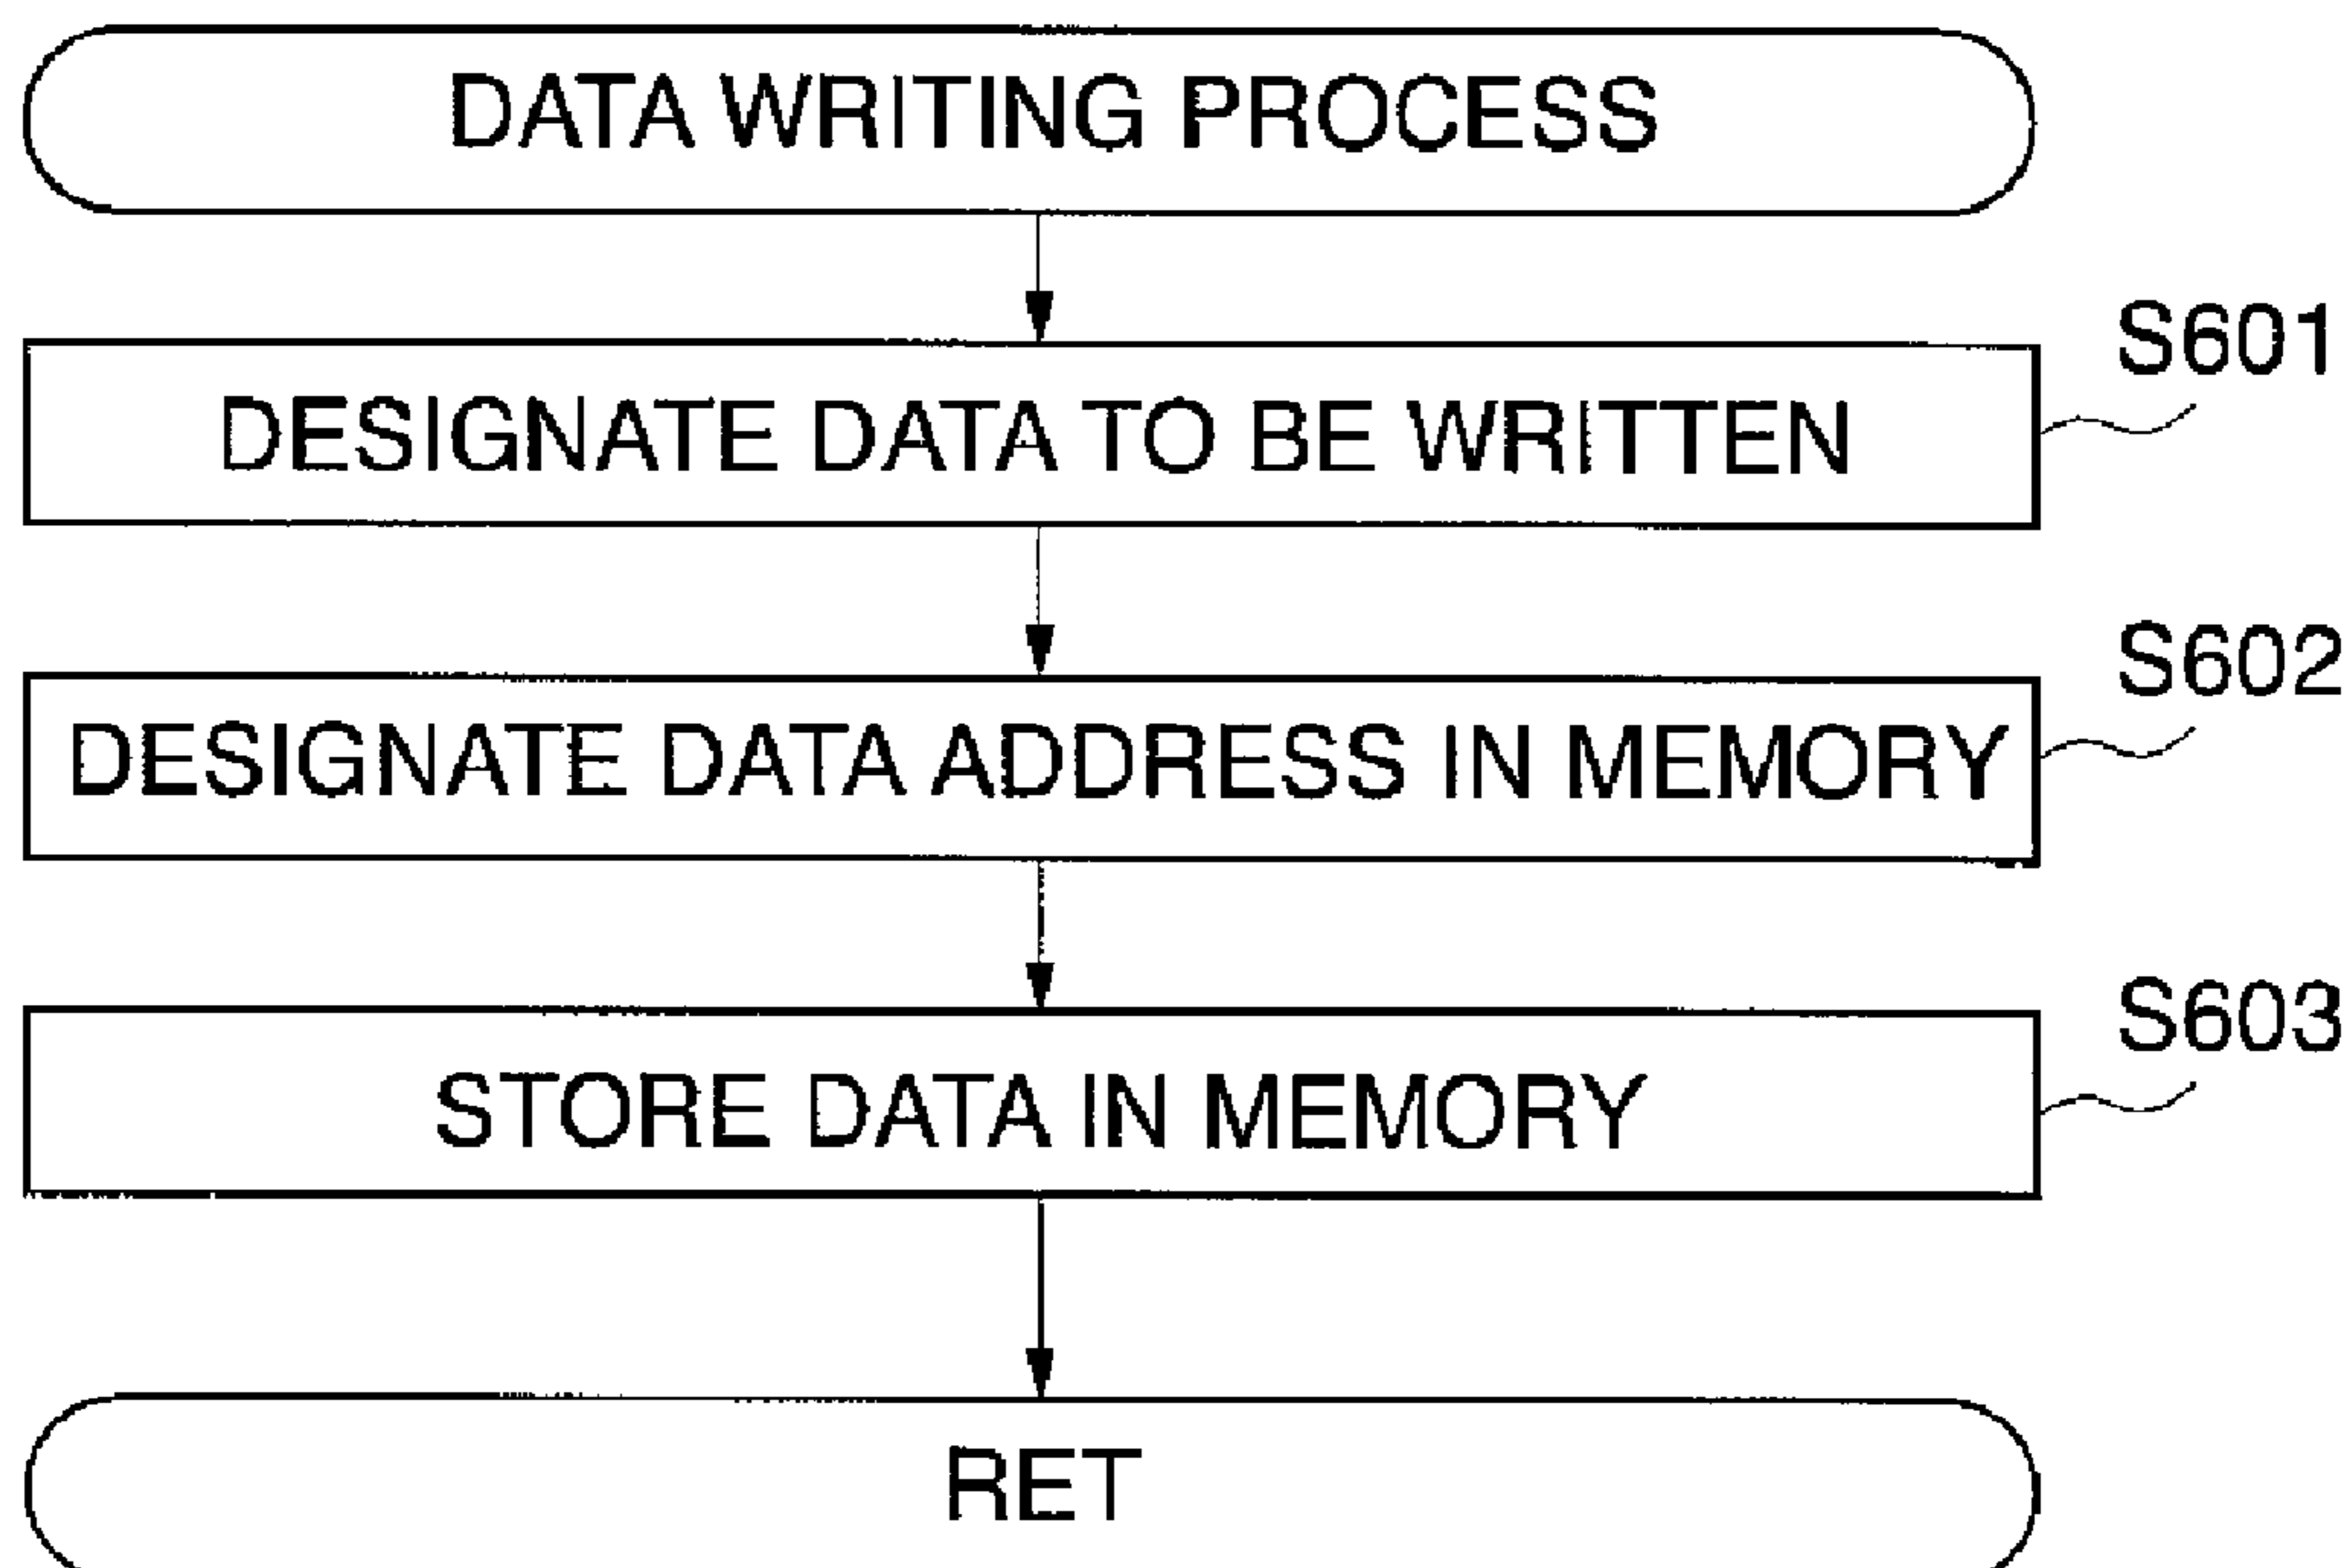 DATA WRITING PROCESS
S601
DESIGNATE DATA TO BE WRITTEN
S602
DESIGNATE DATA ADDRESS IN MEMORY
S603
STORE DATA IN MEMORY
RET